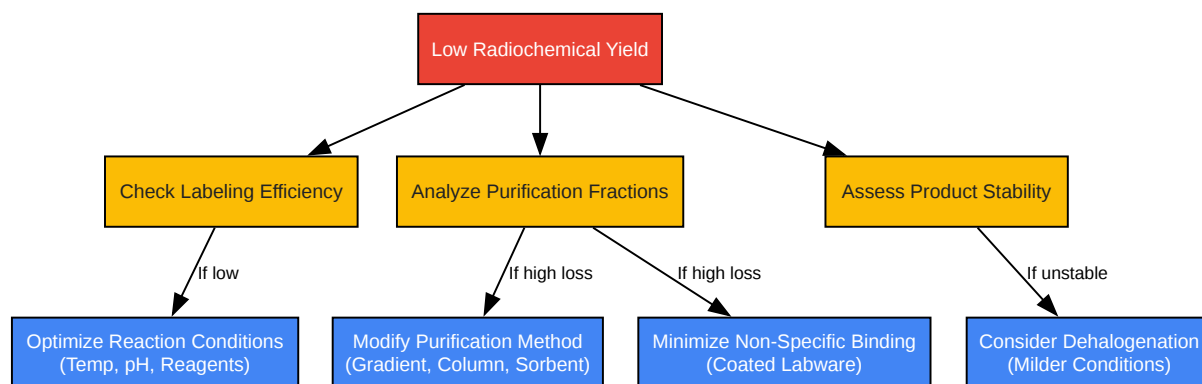 Low Radiochemical Yield
Check Labeling Efficiency
Analyze Purification Fractions
Assess Product Stability
If low
If high loss
If high loss
If unstable
Optimize Reaction Conditions
(Temp, pH, Reagents)
Modify Purification Method
(Gradient, Column, Sorbent)
Minimize Non-Specific Binding
(Coated Labware)
Consider Dehalogenation
(Milder Conditions)